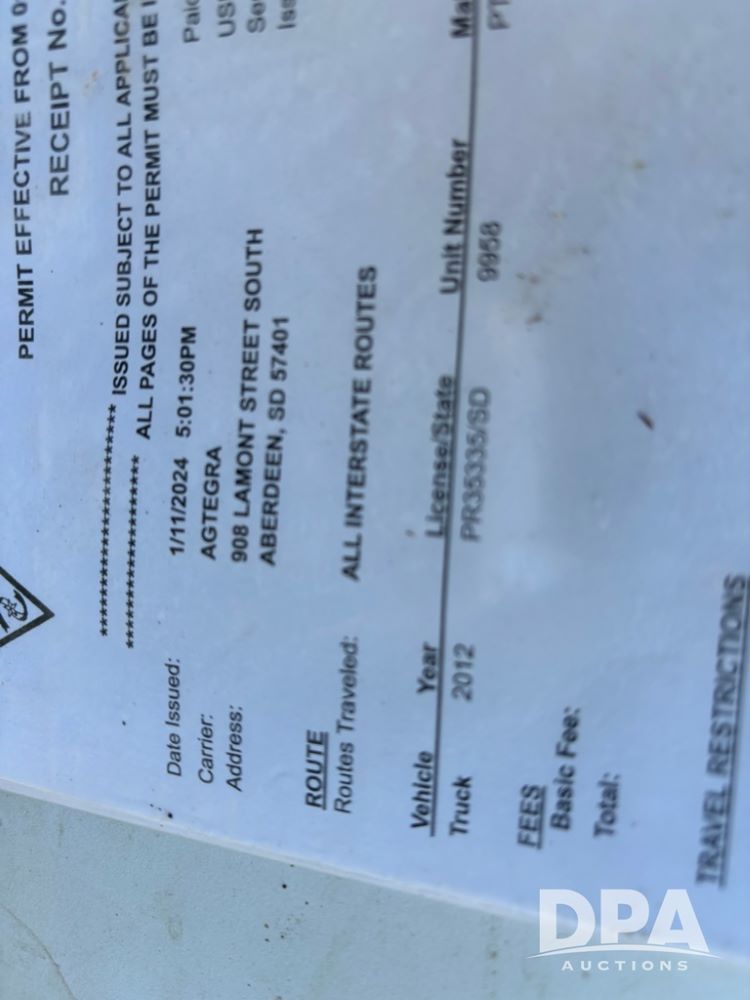 PERMIT EFFECTIVE FROM
RECEIPT No.
********************* ISSUED SUBJECT TO ALL
********************* ALL PAGES OF THE PERMIT MUST BE
Date Issued: 1/11/2024 5:01:30PM
Carrier: AGTEGRA
Address: 908 LAMONT STREET SOUTH
ABERDEEN, SD 57401
ROUTE
Routes Traveled: ALL INTERSTATE ROUTES
Vehicle Year License/State Unit Number
Truck 2012 PR35335/SD 9958
FEES
Basic Fee:
Total:
TRAVEL RESTRICTIONS
DPA
AUCTIONS